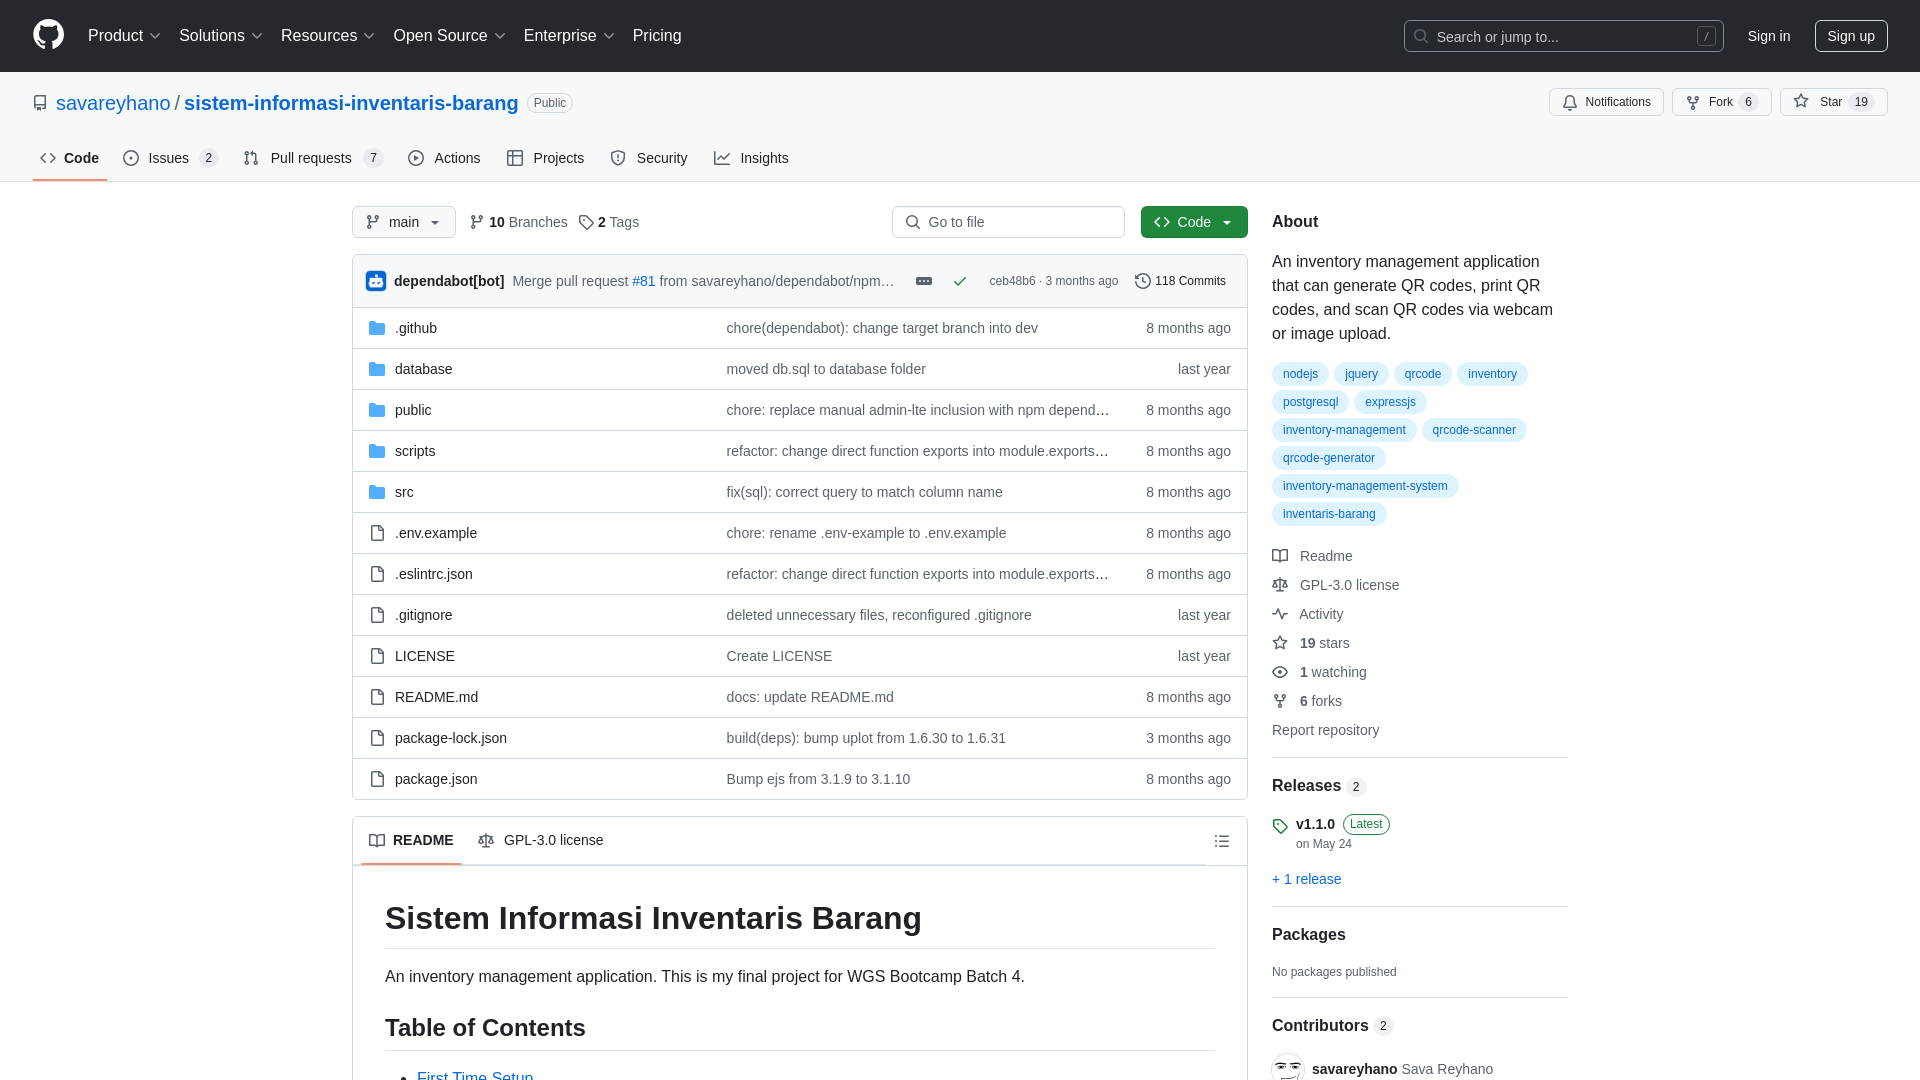 Product Solutions Resources Open Source Enterprise Pricing Search or jump to... / Sign in Sign up
savareyhano / sistem-informasi-inventaris-barang Public Notifications Fork 6 Star 19
Code Issues 2 Pull requests 7 Actions Projects Security Insights
main 10 Branches 2 Tags Go to file Code
dependabot[bot] Merge pull request #81 from savareyhano/dependabot/npm… ceb48b6 · 3 months ago 118 Commits
.github chore(dependabot): change target branch into dev 8 months ago
database moved db.sql to database folder last year
public chore: replace manual admin-lte inclusion with npm depend… 8 months ago
scripts refactor: change direct function exports into module.exports… 8 months ago
src fix(sql): correct query to match column name 8 months ago
.env.example chore: rename .env-example to .env.example 8 months ago
.eslintrc.json refactor: change direct function exports into module.exports… 8 months ago
.gitignore deleted unnecessary files, reconfigured .gitignore last year
LICENSE Create LICENSE last year
README.md docs: update README.md 8 months ago
package-lock.json build(deps): bump uplot from 1.6.30 to 1.6.31 3 months ago
package.json Bump ejs from 3.1.9 to 3.1.10 8 months ago
README GPL-3.0 license
Sistem Informasi Inventaris Barang
An inventory management application. This is my final project for WGS Bootcamp Batch 4.
Table of Contents
First Time Setup
About
An inventory management application
that can generate QR codes, print QR
codes, and scan QR codes via webcam
or image upload.
nodejs jquery qrcode inventory
postgresql expressjs
inventory-management qrcode-scanner
qrcode-generator
inventory-management-system
inventaris-barang
Readme
GPL-3.0 license
Activity
19 stars
1 watching
6 forks
Report repository
Releases 2
v1.1.0 Latest
on May 24
+ 1 release
Packages
No packages published
Contributors 2
savareyhano Sava Reyhano